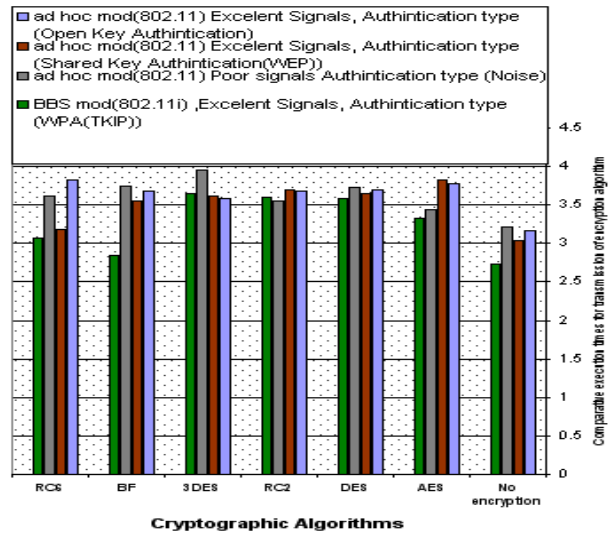 ad hoc mod(802.11) Excelent Signals, Authintication type
(Open Key Authintication)
ad hoc mod(802.11) Excelent Signals, Authintication type
(Shared Key Authintication(WEP))
ad hoc mod(802.11) Poor signals Authintication type (Noise)
BBS mod(802.11i) ,Excelent Signals, Authintication type
(WPA(TKIP))
4.5
4
3.5
3
2.5
2
1.5
1
0.5
0
Comparative execution times for transmission of encryption algorithm
RC6 BF 3DES RC2 DES AES No
encryption
Cryptographic Algorithms